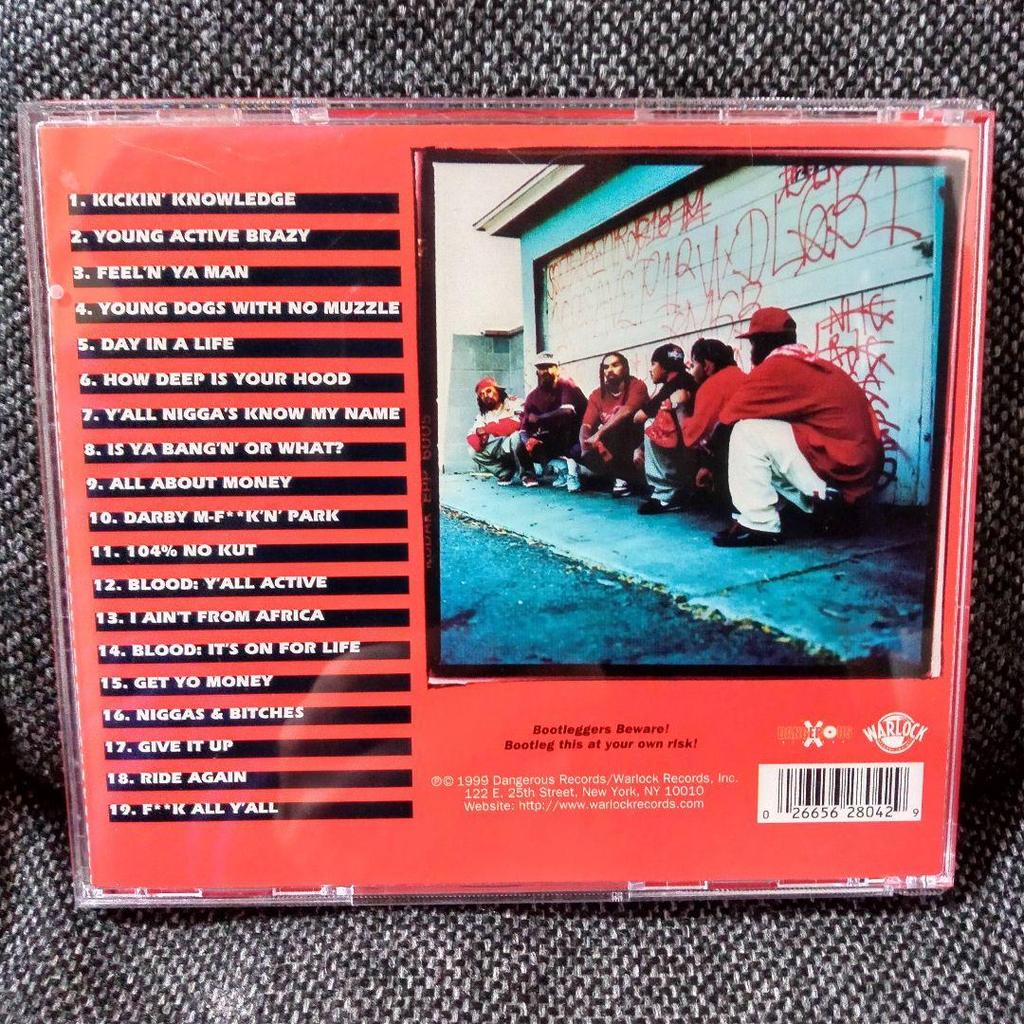 1. KICKIN' KNOWLEDGE
2. YOUNG ACTIVE BRAZY
3. FEEL'N' YA MAN
4. YOUNG DOGS WITH NO MUZZLE
5. DAY IN A LIFE
6. HOW DEEP IS YOUR HOOD
7. Y'ALL NIGGA'S KNOW MY NAME
8. IS YA BANG'N' OR WHAT?
9. ALL ABOUT MONEY
10. DARBY M-F**K'N' PARK
11. 104% NO KUT
12. BLOOD: Y'ALL ACTIVE
13. I AIN'T FROM AFRICA
14. BLOOD: IT'S ON FOR LIFE
15. GET YO MONEY
16. NIGGAS & BITCHES
17. GIVE IT UP
18. RIDE AGAIN
19. F**K ALL Y'ALL
KODAK EPP 6005
Bootleggers Beware!
Bootleg this at your own risk!
DANGEROUS
WARLOCK
℗© 1999 Dangerous Records/Warlock Records, Inc.
122 E. 25th Street, New York, NY 10010
Website: http://www.warlockrecords.com
0 26656 28042 9